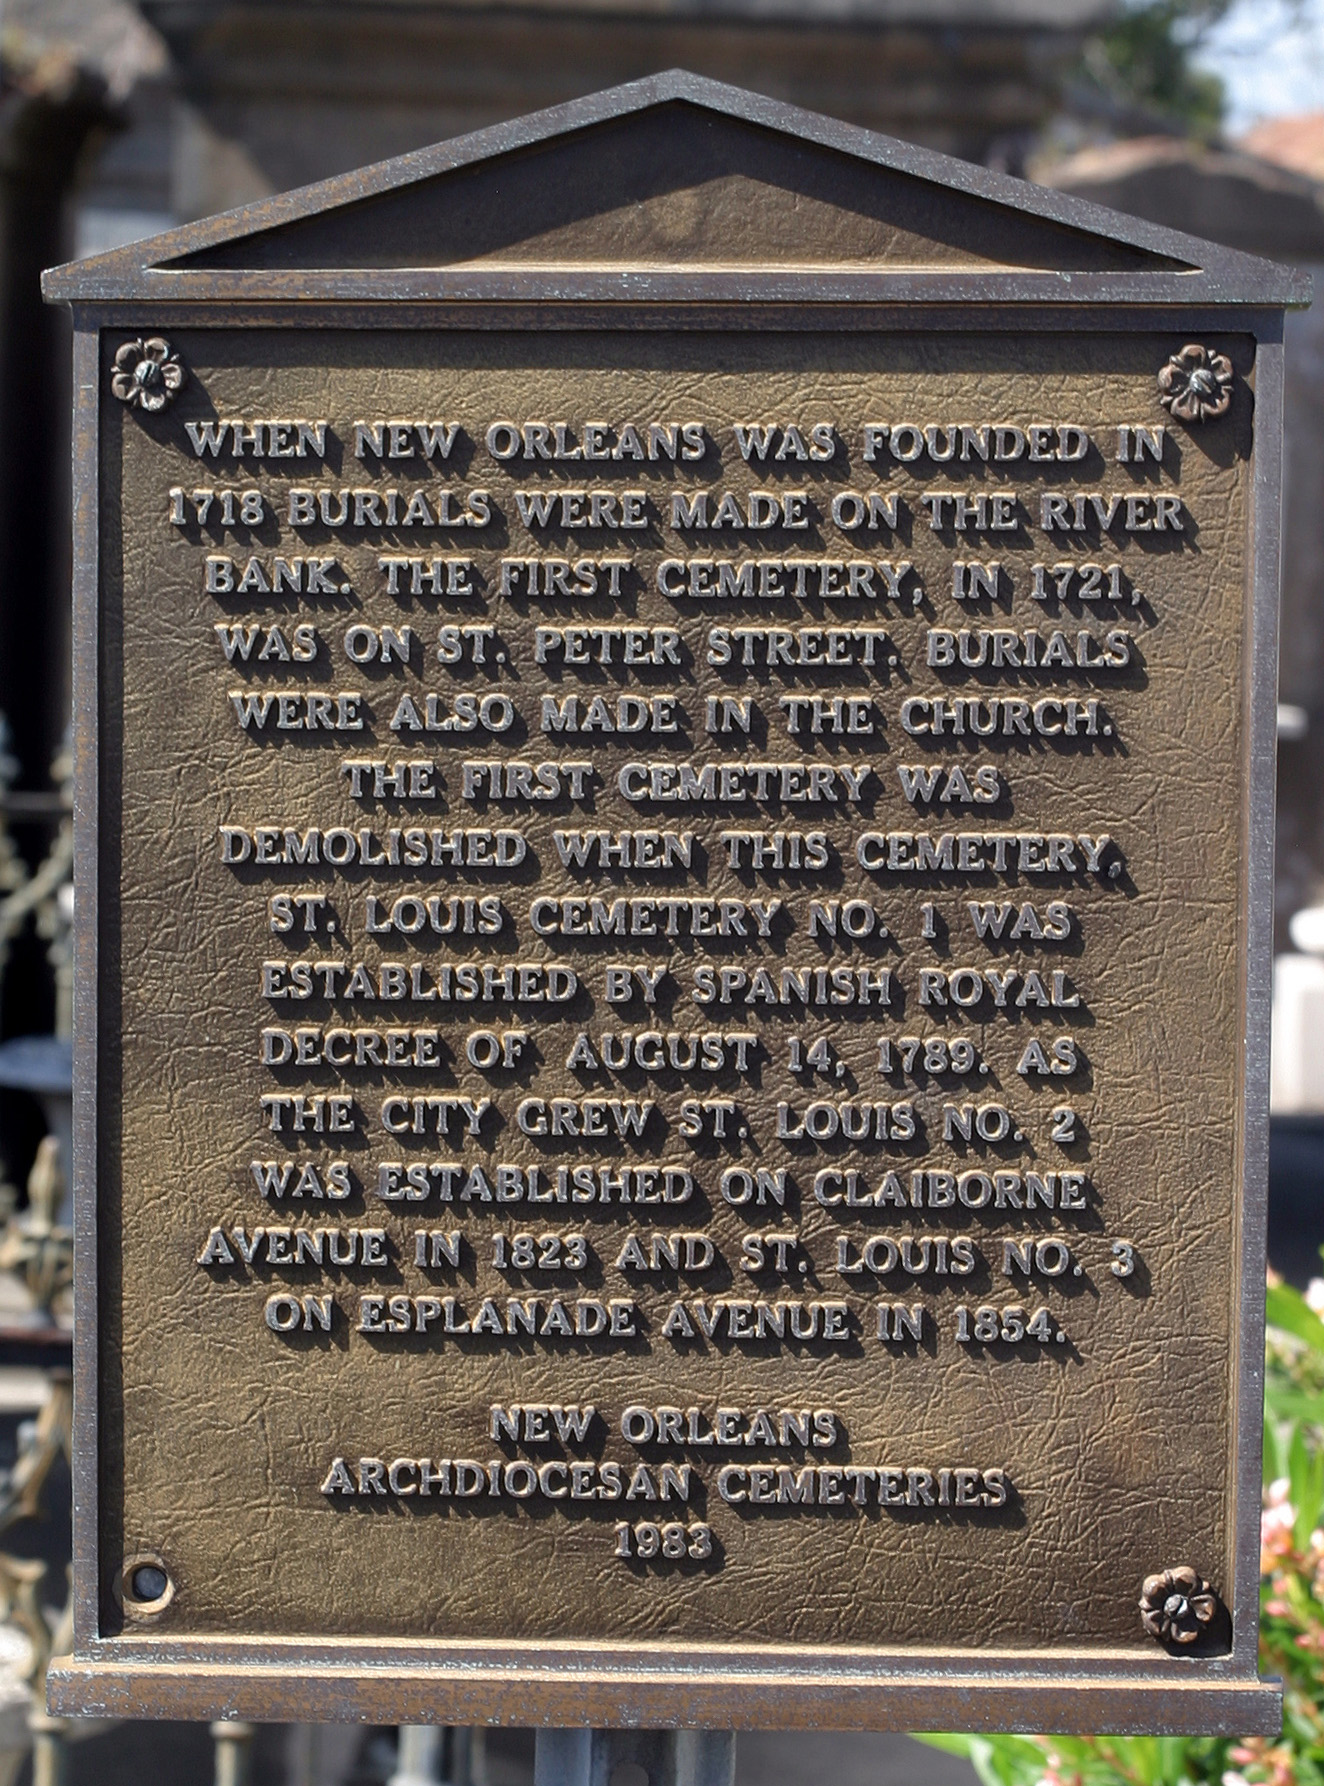 WHEN NEW ORLEANS WAS FOUNDED IN
1718 BURIALS WERE MADE ON THE RIVER
BANK. THE FIRST CEMETERY, IN 1721,
WAS ON ST. PETER STREET. BURIALS
WERE ALSO MADE IN THE CHURCH.
THE FIRST CEMETERY WAS
DEMOLISHED WHEN THIS CEMETERY,
ST. LOUIS CEMETERY NO. 1 WAS
ESTABLISHED BY SPANISH ROYAL
DECREE OF AUGUST 14, 1789. AS
THE CITY GREW ST. LOUIS NO. 2
WAS ESTABLISHED ON CLAIBORNE
AVENUE IN 1823 AND ST. LOUIS NO. 3
ON ESPLANADE AVENUE IN 1854.
NEW ORLEANS
ARCHDIOCESAN CEMETERIES
1983